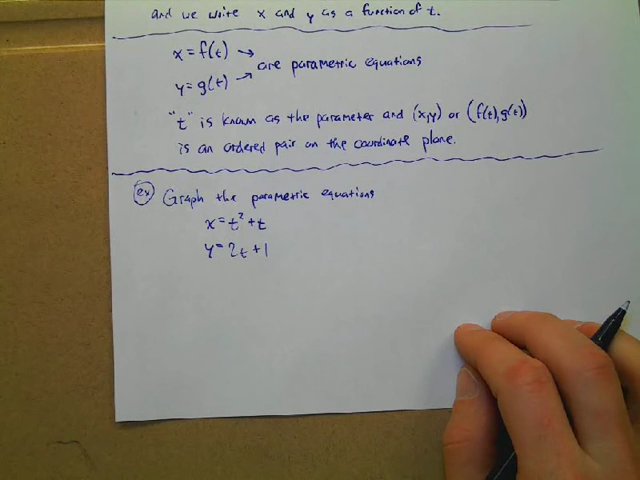 and we write x and y as a function of t.
x = f(t) →
are parametric equations
y = g(t) →
"t" is known as the parameter and (x,y) or (f(t),g(t))
is an ordered pair on the coordinate plane.
ex Graph the parametric equations
x = t² + t
y = 2t + 1